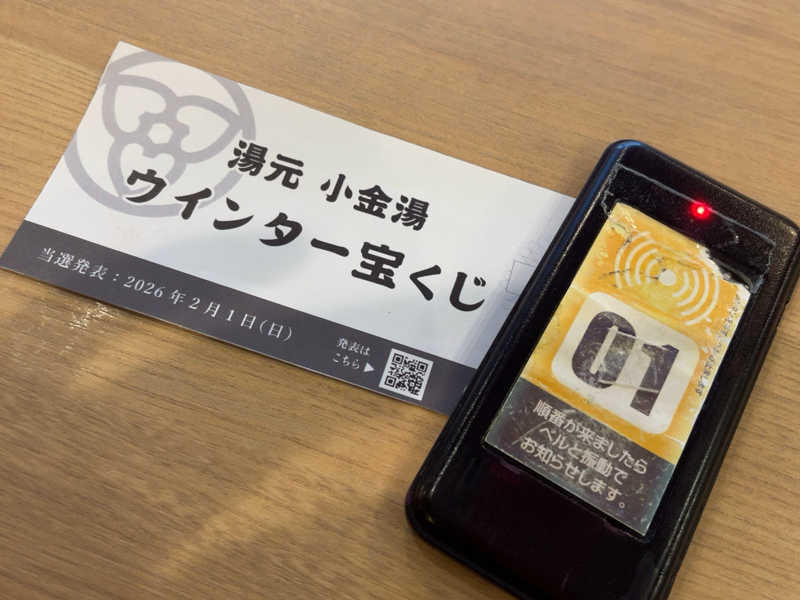 湯元 小金湯
ウインター宝くじ
当選発表:2026年2月1日(日)
発表は
こちら▶
01
順番が来ましたら
ベルと振動で
お知らせします。